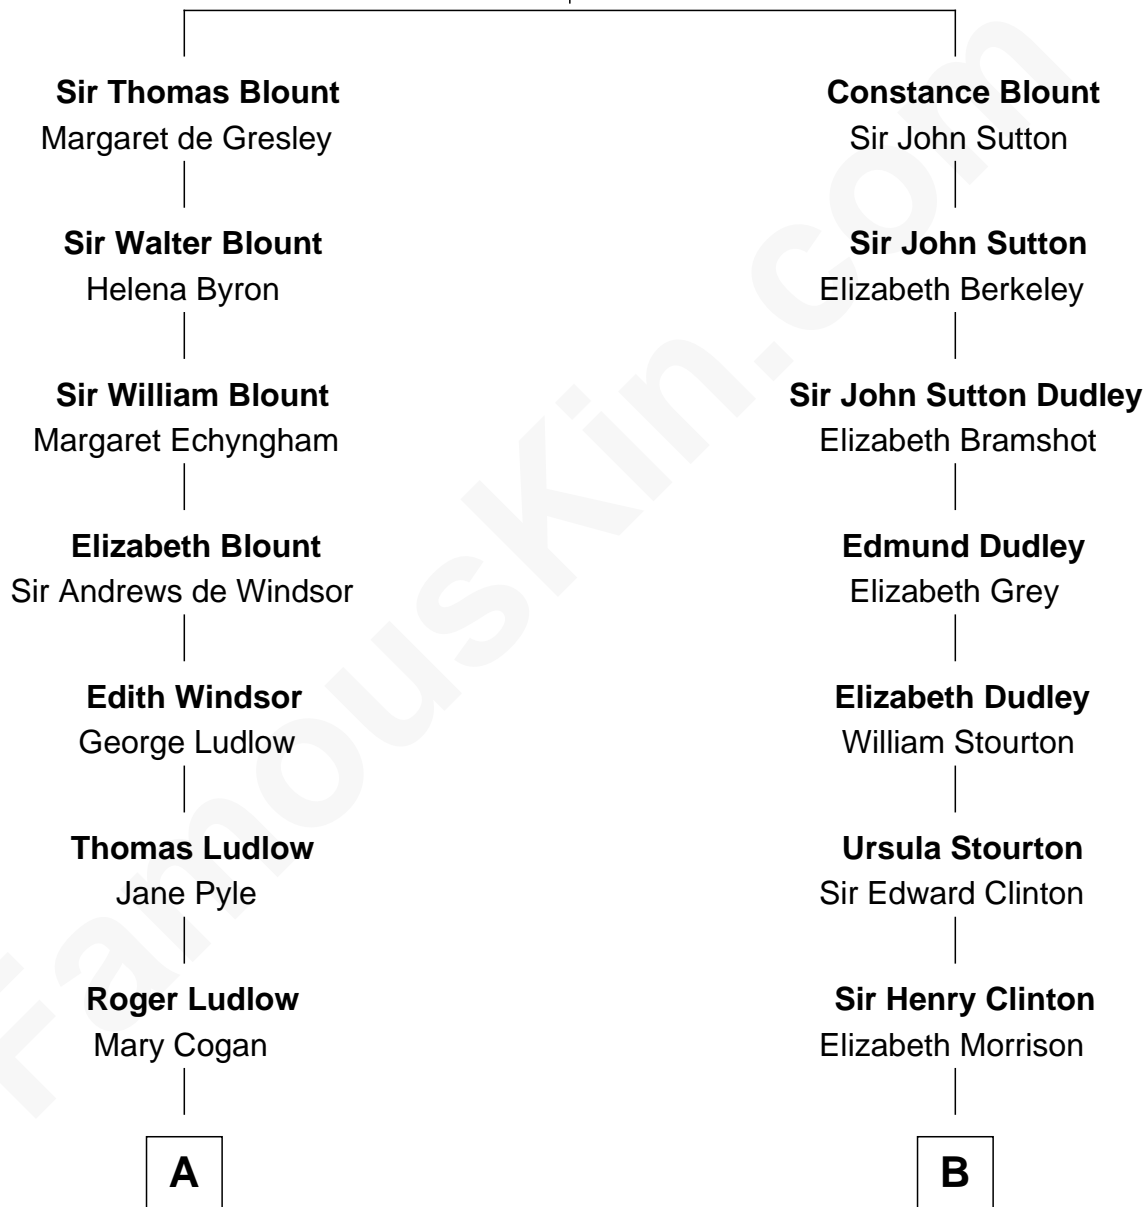 Sir Thomas Blount
Margaret de Gresley
Sir Walter Blount
Helena Byron
Sir William Blount
Margaret Echyngham
Elizabeth Blount
Sir Andrews de Windsor
Edith Windsor
George Ludlow
Thomas Ludlow
Jane Pyle
Roger Ludlow
Mary Cogan
A
Constance Blount
Sir John Sutton
Sir John Sutton
Elizabeth Berkeley
Sir John Sutton Dudley
Elizabeth Bramshot
Edmund Dudley
Elizabeth Grey
Elizabeth Dudley
William Stourton
Ursula Stourton
Sir Edward Clinton
Sir Henry Clinton
Elizabeth Morrison
B
FamousKin.com